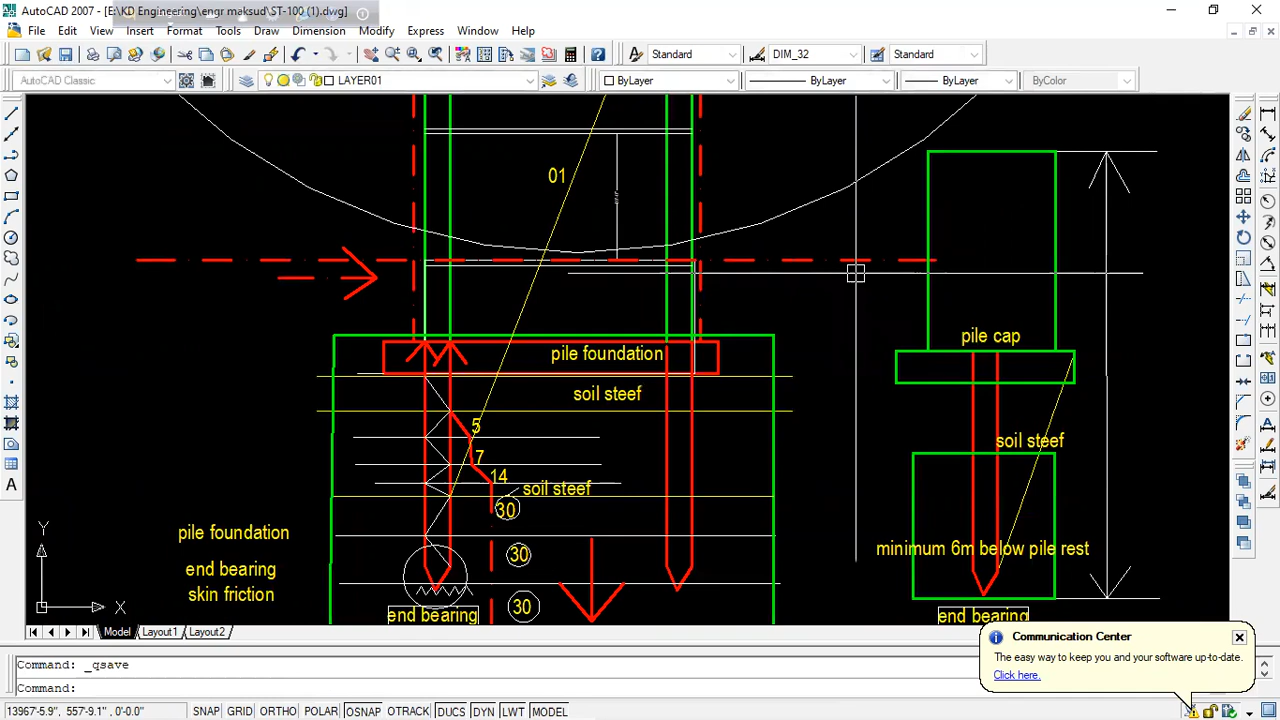 AutoCAD 2007 - [E:\KD Engineering\engr maksud\ST-100 (1).dwg]
File Edit View Insert Format Tools Draw Dimension Modify Express Window Help
Standard DIM_32 Standard
AutoCAD Classic LAYER01 ByLayer ByLayer ByLayer ByColor
01
pile cap
pile foundation
soil steef
5
7
14
soil steef
30
soil steef
30
minimum 6m below pile rest
pile foundation
end bearing
skin friction
30
end bearing
end bearing
Y
X
Model Layout1 Layout2
Communication Center
The easy way to keep you and your software up-to-date.
Click here.
Command: _qsave
Command:
13967'-5.9", 557'-9.1", 0'-0.0" SNAP GRID ORTHO POLAR OSNAP OTRACK DUCS DYN LWT MODEL